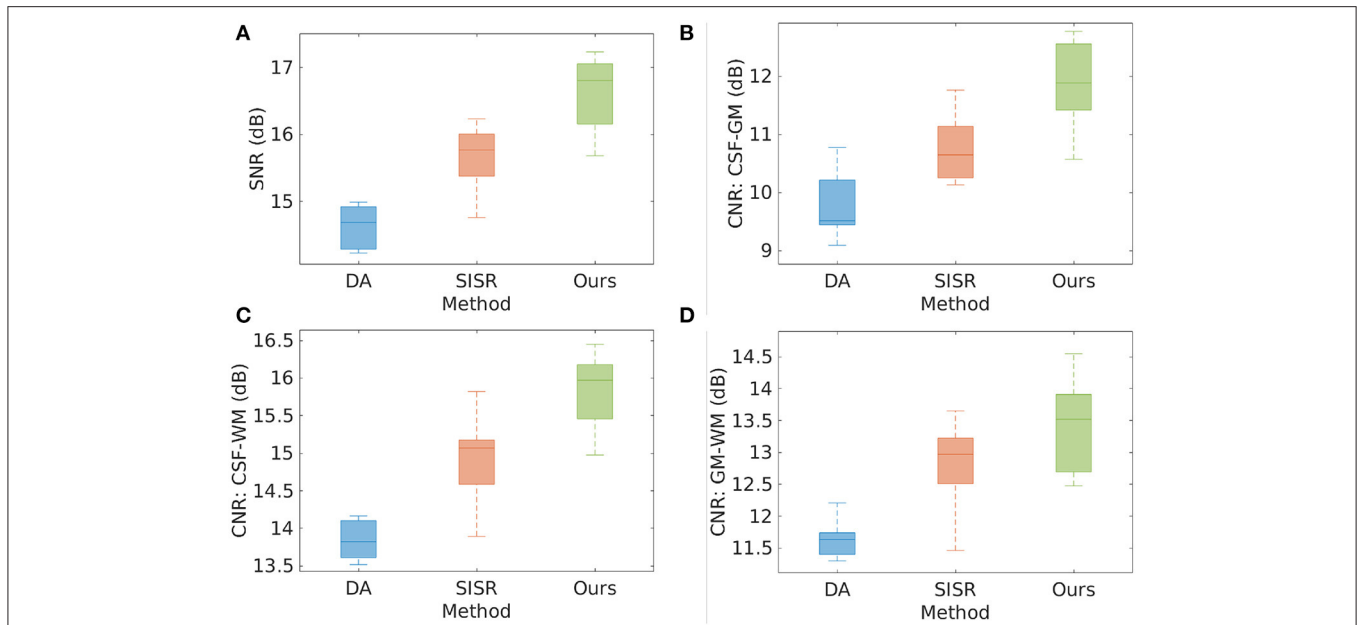 A
SNR (dB)
17
16
15
DA
SISR
Ours
Method
B
CNR: CSF-GM (dB)
12
11
10
9
DA
SISR
Ours
Method
C
CNR: CSF-WM (dB)
16.5
16
15.5
15
14.5
14
13.5
DA
SISR
Ours
Method
D
CNR: GM-WM (dB)
14.5
14
13.5
13
12.5
12
11.5
DA
SISR
Ours
Method